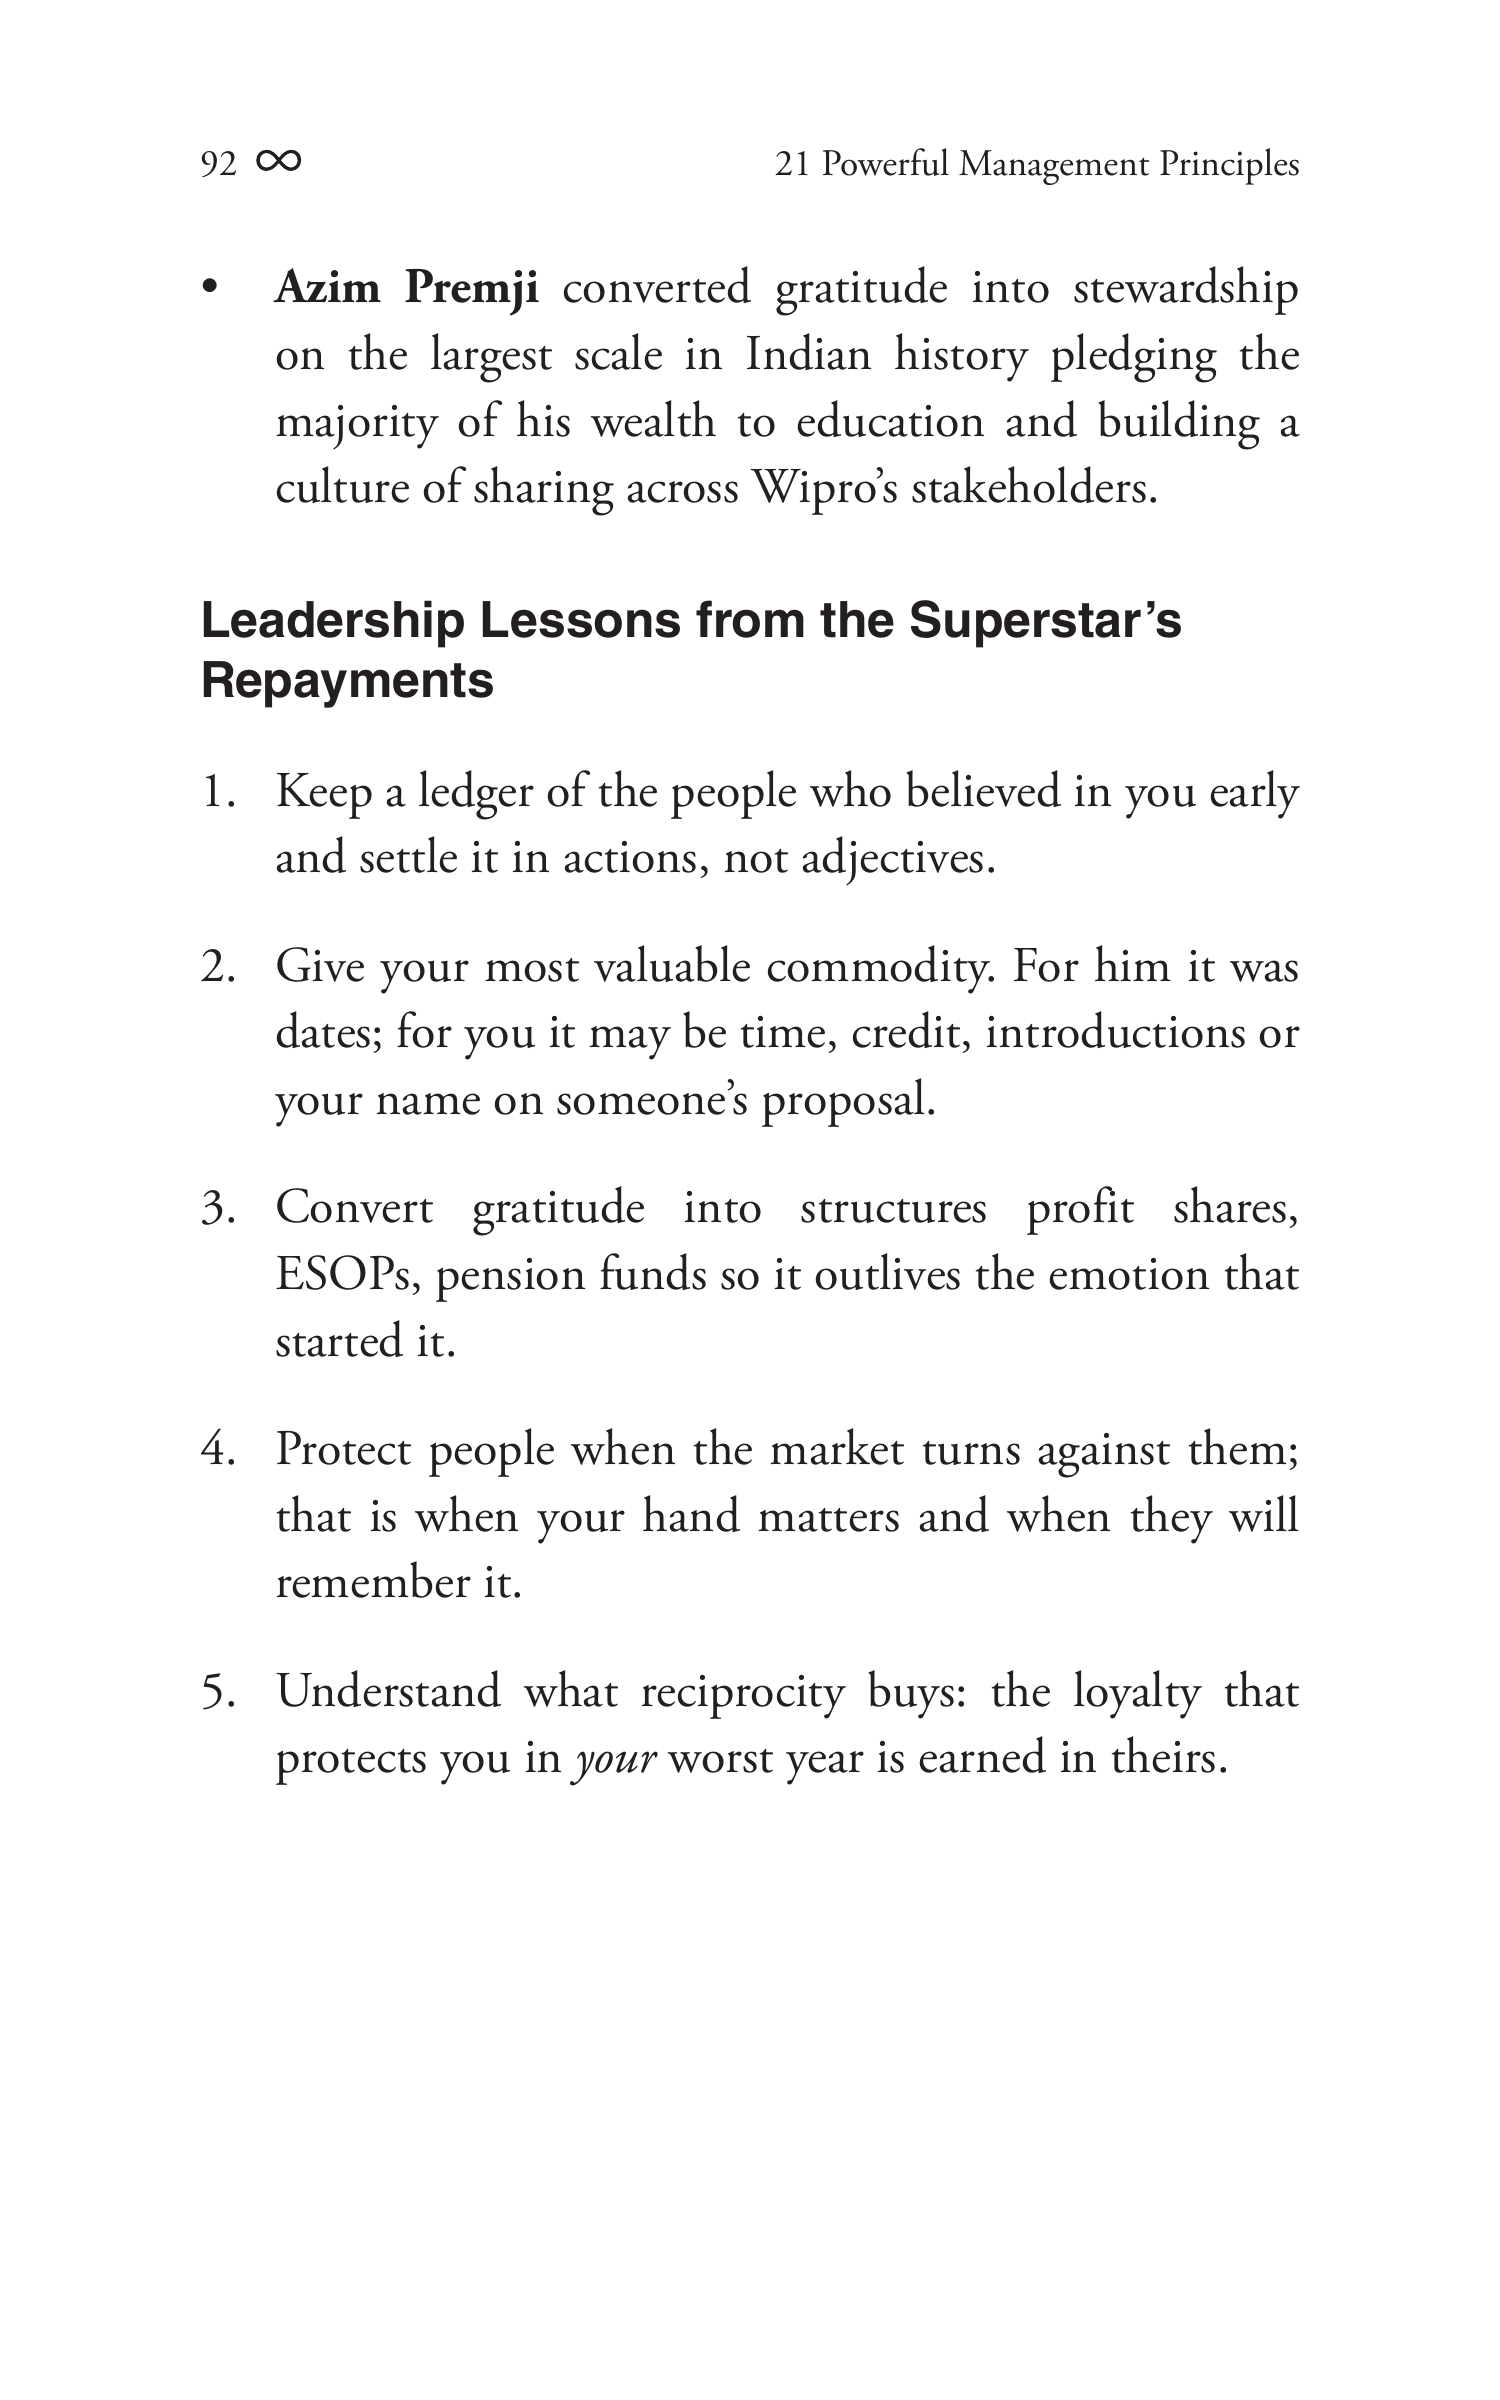 92 ∞ 21 Powerful Management Principles
• Azim Premji converted gratitude into stewardship
on the largest scale in Indian history pledging the
majority of his wealth to education and building a
culture of sharing across Wipro’s stakeholders.
Leadership Lessons from the Superstar’s
Repayments
1. Keep a ledger of the people who believed in you early
and settle it in actions, not adjectives.
2. Give your most valuable commodity. For him it was
dates; for you it may be time, credit, introductions or
your name on someone’s proposal.
3. Convert gratitude into structures profit shares,
ESOPs, pension funds so it outlives the emotion that
started it.
4. Protect people when the market turns against them;
that is when your hand matters and when they will
remember it.
5. Understand what reciprocity buys: the loyalty that
protects you in your worst year is earned in theirs.